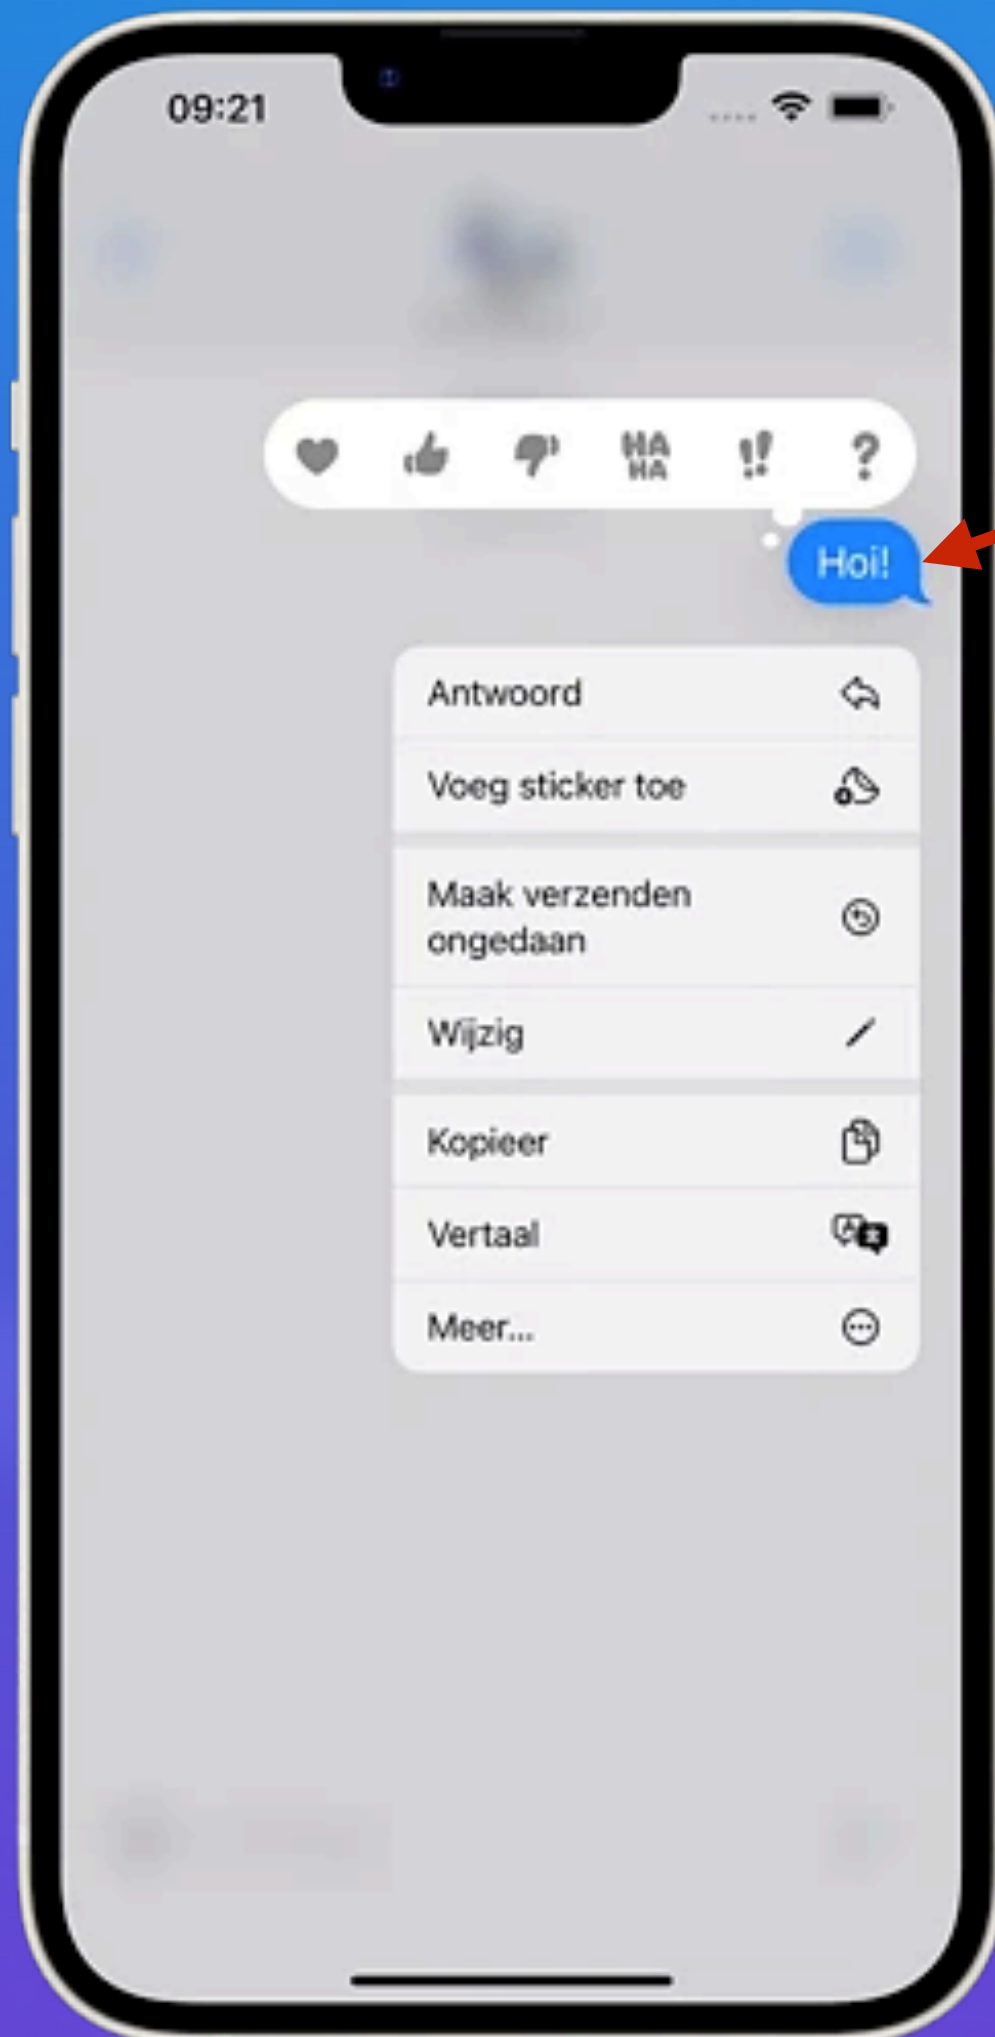 09:21
HA
HA
!!
?
Hoi!
Antwoord
Voeg sticker toe
Maak verzenden
ongedaan
Wijzig
Kopieer
Vertaal
Meer...